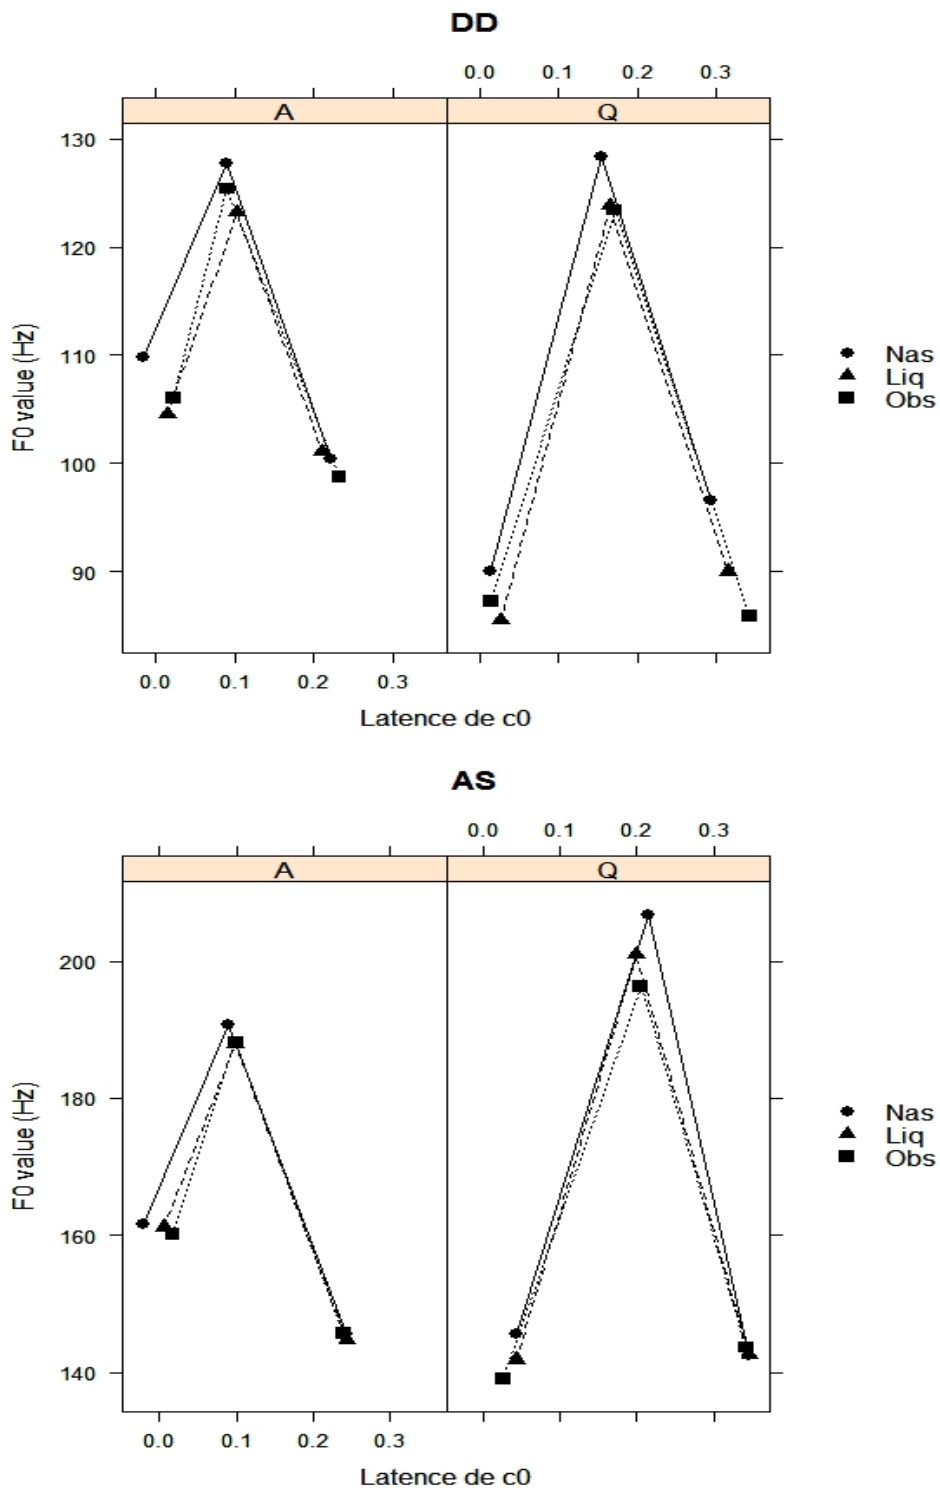 DD
0.0 0.1 0.2 0.3
A Q
130
120
110
100
90
F0 value (Hz)
Nas
Liq
Obs
0.0 0.1 0.2 0.3
Latence de c0
AS
0.0 0.1 0.2 0.3
A Q
200
180
160
140
F0 value (Hz)
Nas
Liq
Obs
0.0 0.1 0.2 0.3
Latence de c0